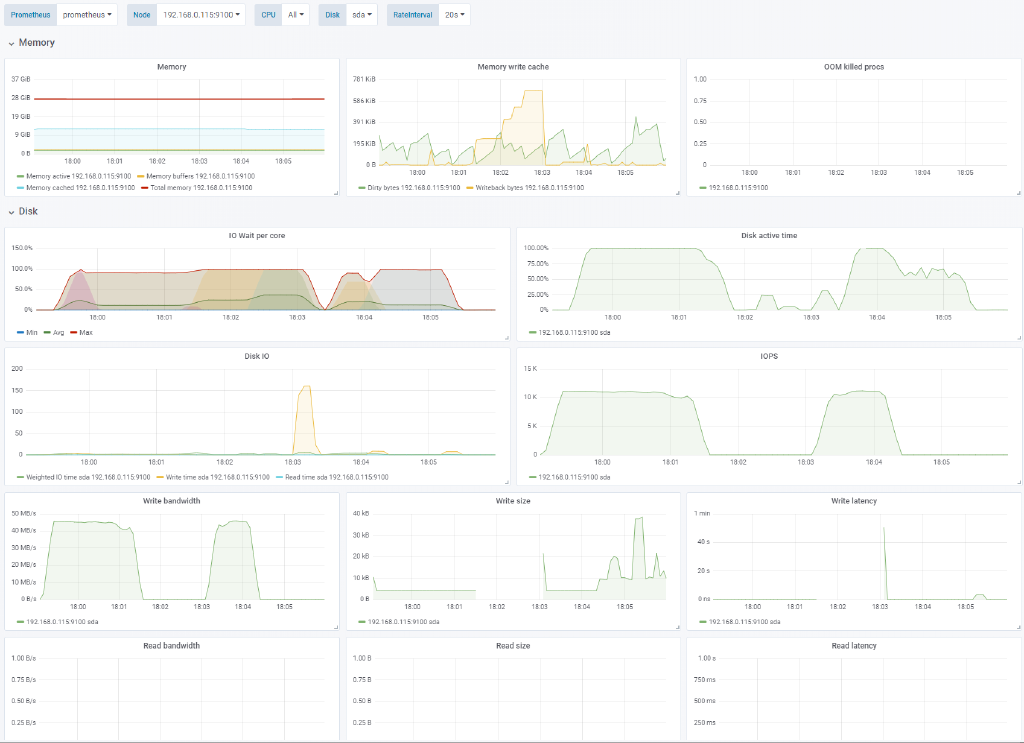 Prometheus prometheus Node 192.168.0.115:9100 CPU All Disk sda RateInterval 20s
Memory
Memory
37 GiB
28 GiB
19 GiB
9 GiB
0 B
18:00 18:01 18:02 18:03 18:04 18:05
Memory active 192.168.0.115:9100 Memory buffers 192.168.0.115:9100
Memory cached 192.168.0.115:9100 Total memory 192.168.0.115:9100
Memory write cache
781 KiB
586 KiB
391 KiB
195 KiB
0 B
18:00 18:01 18:02 18:03 18:04 18:05
Dirty bytes 192.168.0.115:9100 Writeback bytes 192.168.0.115:9100
OOM killed procs
1.00
0.75
0.50
0.25
0
18:00 18:01 18:02 18:03 18:04 18:05
192.168.0.115:9100
Disk
IO Wait per core
150.0%
100.0%
50.0%
0%
18:00 18:01 18:02 18:03 18:04 18:05
Min Avg Max
Disk active time
100.00%
75.00%
50.00%
25.00%
0%
18:00 18:01 18:02 18:03 18:04 18:05
192.168.0.115:9100 sda
Disk IO
200
150
100
50
0
18:00 18:01 18:02 18:03 18:04 18:05
Weighted IO time sda 192.168.0.115:9100 Write time sda 192.168.0.115:9100 Read time sda 192.168.0.115:9100
IOPS
15 K
10 K
5 K
0
18:00 18:01 18:02 18:03 18:04 18:05
192.168.0.115:9100 sda
Write bandwidth
50 MB/s
40 MB/s
30 MB/s
20 MB/s
10 MB/s
0 B/s
18:00 18:01 18:02 18:03 18:04 18:05
192.168.0.115:9100 sda
Write size
40 kB
30 kB
20 kB
10 kB
0 B
18:00 18:01 18:02 18:03 18:04 18:05
192.168.0.115:9100 sda
Write latency
1 min
40 s
20 s
0 ns
18:00 18:01 18:02 18:03 18:04 18:05
192.168.0.115:9100 sda
Read bandwidth
1.00 B/s
0.75 B/s
0.50 B/s
0.25 B/s
Read size
1.00 B
0.75 B
0.50 B
0.25 B
Read latency
1.00 s
750 ms
500 ms
250 ms